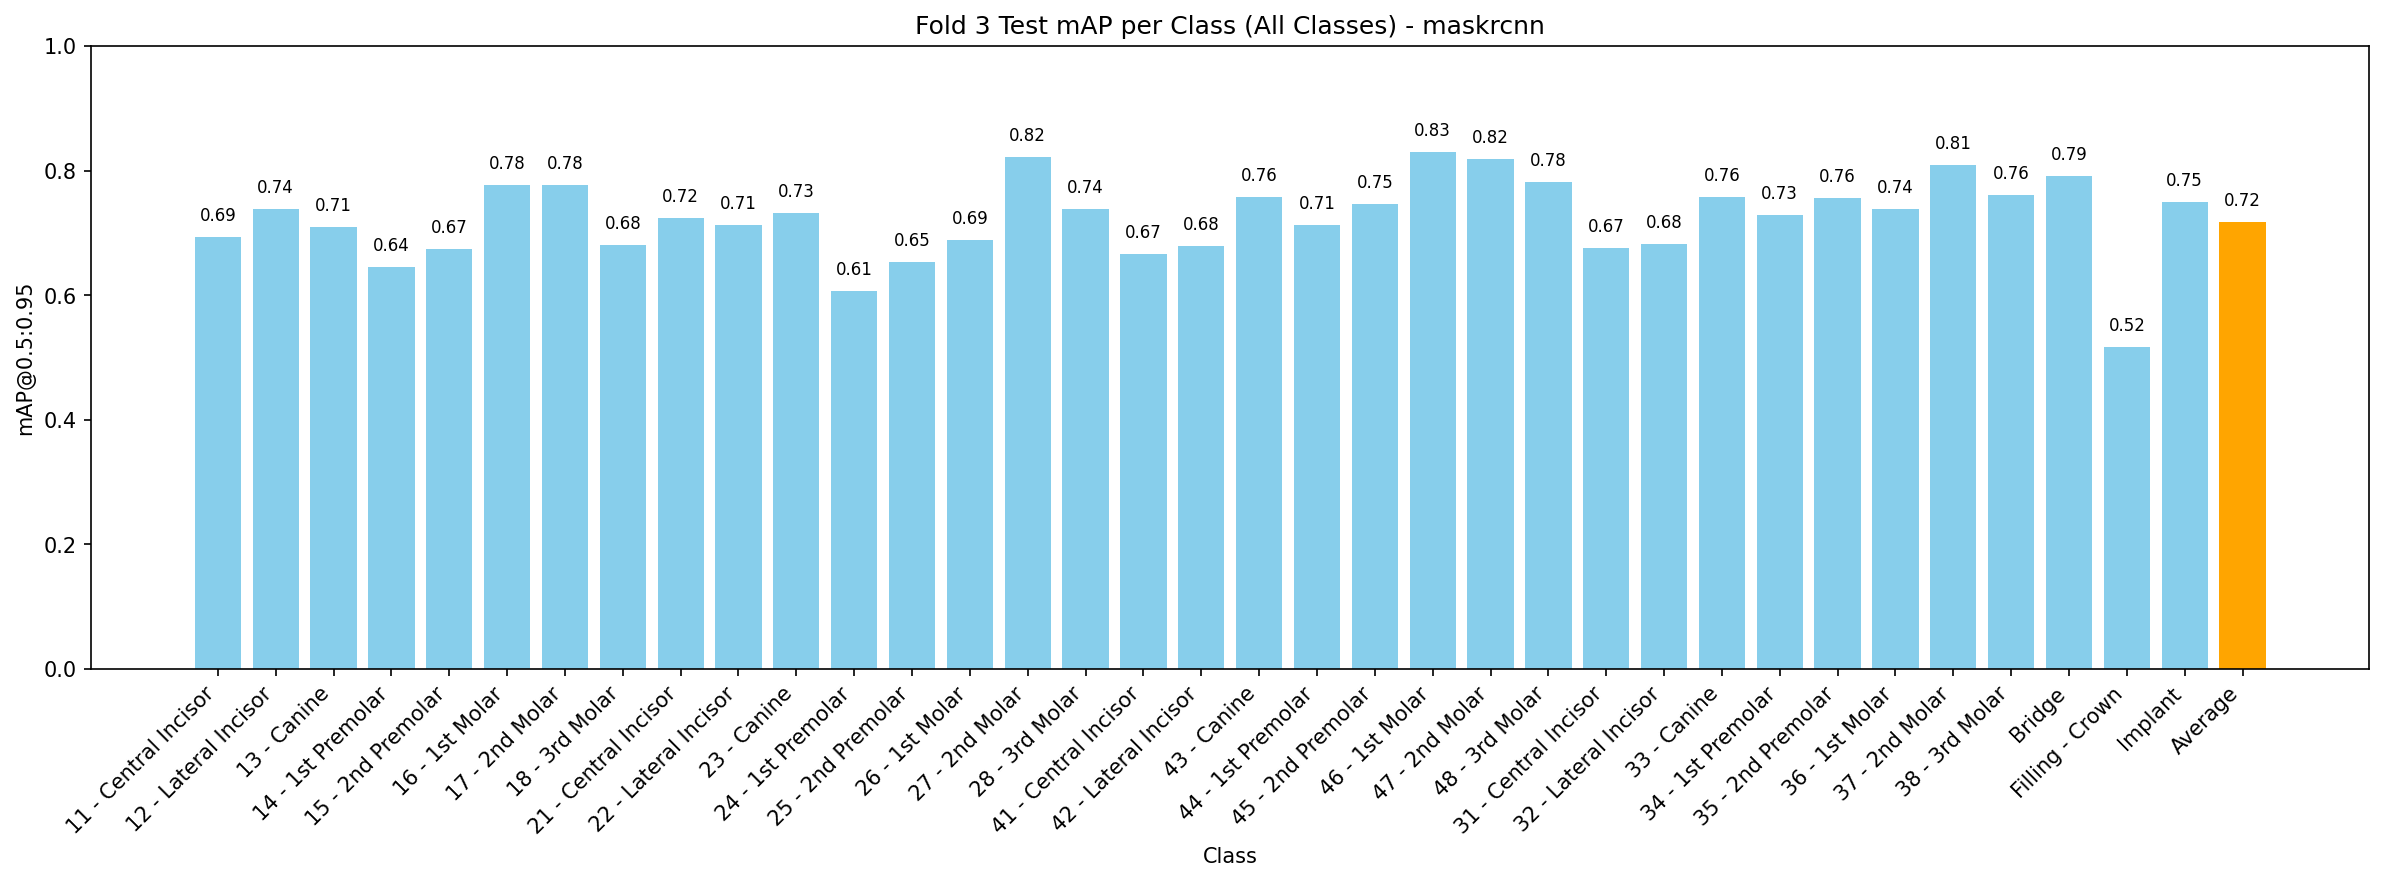 Fold 3 Test mAP per Class (All Classes) - maskrcnn
mAP@0.5:0.95
1.0
0.8
0.6
0.4
0.2
0.0
0.69
0.74
0.71
0.64
0.67
0.78
0.78
0.68
0.72
0.71
0.73
0.61
0.65
0.69
0.82
0.74
0.67
0.68
0.76
0.71
0.75
0.83
0.82
0.78
0.67
0.68
0.76
0.73
0.76
0.74
0.81
0.76
0.79
0.52
0.75
0.72
11 - Central Incisor
12 - Lateral Incisor
13 - Canine
14 - 1st Premolar
15 - 2nd Premolar
16 - 1st Molar
17 - 2nd Molar
18 - 3rd Molar
21 - Central Incisor
22 - Lateral Incisor
23 - Canine
24 - 1st Premolar
25 - 2nd Premolar
26 - 1st Molar
27 - 2nd Molar
28 - 3rd Molar
41 - Central Incisor
42 - Lateral Incisor
43 - Canine
44 - 1st Premolar
45 - 2nd Premolar
46 - 1st Molar
47 - 2nd Molar
48 - 3rd Molar
31 - Central Incisor
32 - Lateral Incisor
33 - Canine
34 - 1st Premolar
35 - 2nd Premolar
36 - 1st Molar
37 - 2nd Molar
38 - 3rd Molar
Bridge
Filling - Crown
Implant
Average
Class